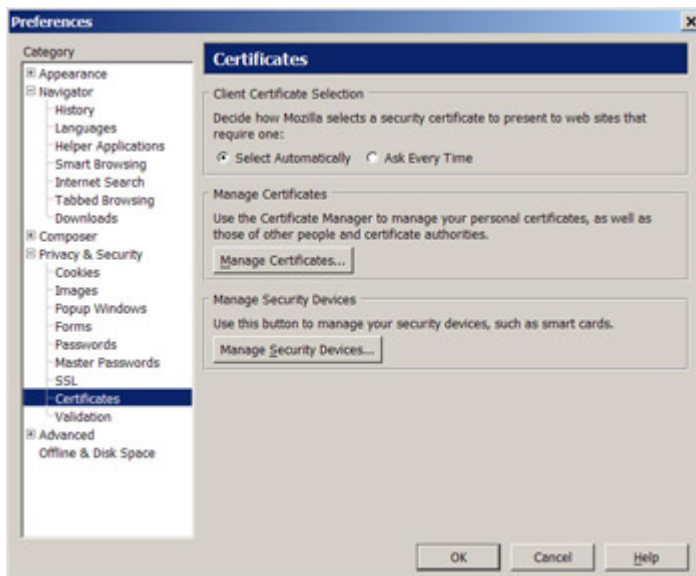 Preferences
Category
Appearance
Navigator
History
Languages
Helper Applications
Smart Browsing
Internet Search
Tabbed Browsing
Downloads
Composer
Privacy & Security
Cookies
Images
Popup Windows
Forms
Passwords
Master Passwords
SSL
Certificates
Validation
Advanced
Offline & Disk Space
Certificates
Client Certificate Selection
Decide how Mozilla selects a security certificate to present to web sites that
require one:
Select Automatically Ask Every Time
Manage Certificates
Use the Certificate Manager to manage your personal certificates, as well as
those of other people and certificate authorities.
Manage Certificates...
Manage Security Devices
Use this button to manage your security devices, such as smart cards.
Manage Security Devices...
OK Cancel Help